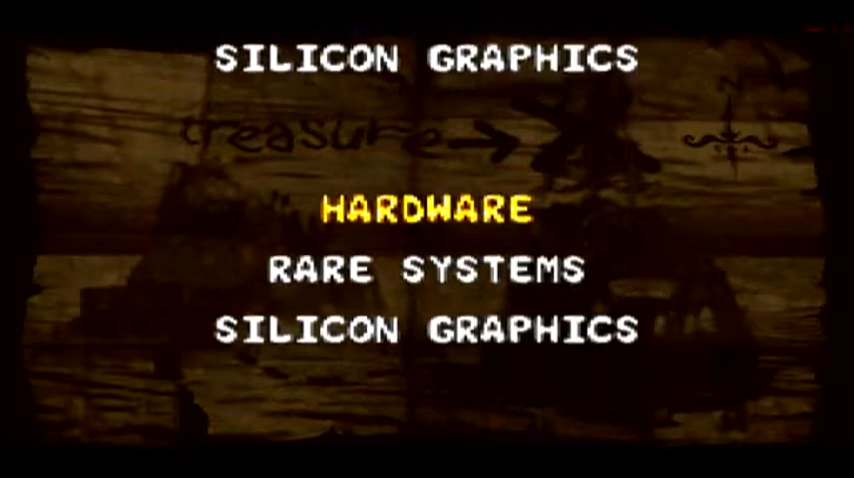 SILICON GRAPHICS
treasure
HARDWARE
RARE SYSTEMS
SILICON GRAPHICS